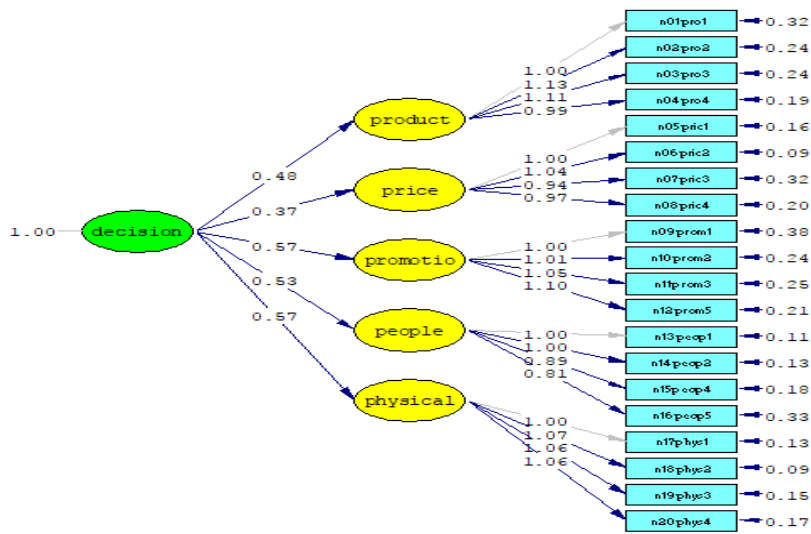 n01pro1 0.32
n02pro2 0.24
1.00
n03pro3 0.24
1.13
1.11
n04pro4 0.19
0.99
product
n05pric1 0.16
n06pric2 0.09
1.00
0.48
1.04
n07pric3 0.32
0.94
price
0.97
n08pric4 0.20
0.37
1.00 decision
n09prom1 0.38
0.57
1.00
n10prom2 0.24
1.01
promotio
1.05
n11prom3 0.25
0.53
1.10
n12prom5 0.21
0.57
people
1.00
n13peop1 0.11
1.00
n14peop2 0.13
0.89
0.81
n15peop4 0.18
physical
n16peop5 0.33
1.00
n17phys1 0.13
1.07
1.06
n18phys2 0.09
1.06
n19phys3 0.15
n20phys4 0.17